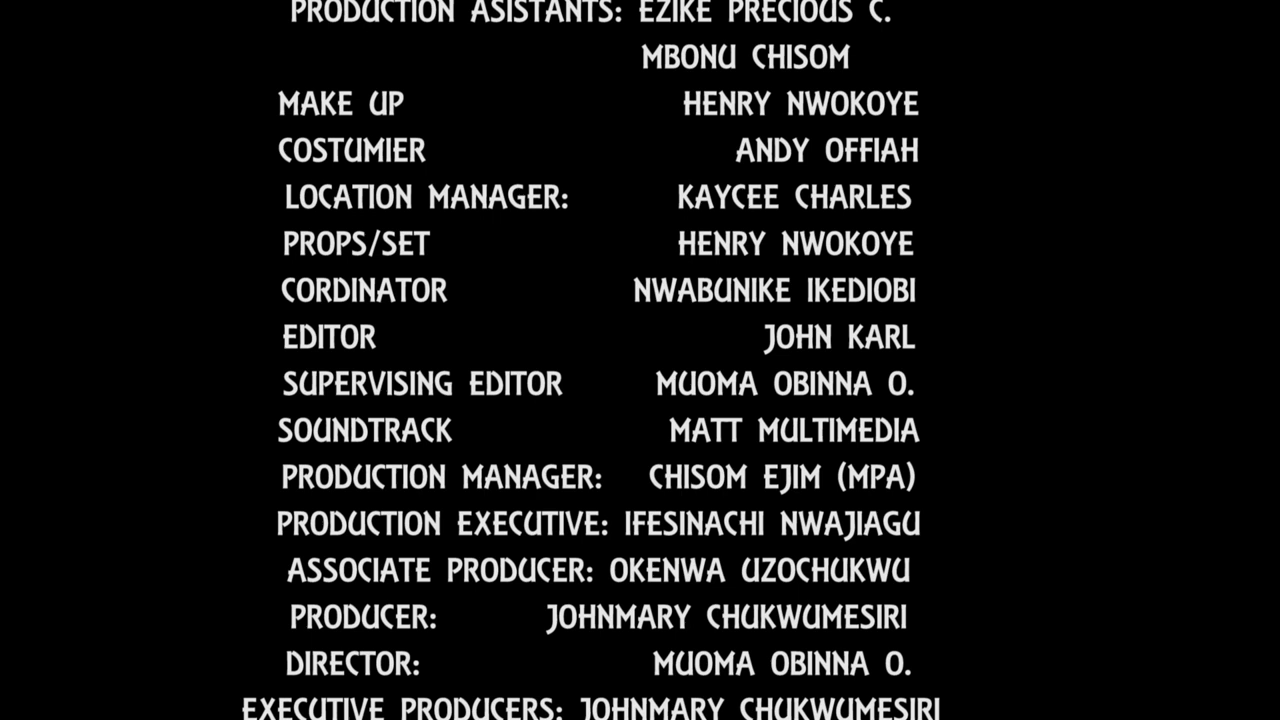 PRODUCTION ASISTANTS: EZIKE PRECIOUS C.
MBONU CHISOM
MAKE UP HENRY NWOKOYE
COSTUMIER ANDY OFFIAH
LOCATION MANAGER: KAYCEE CHARLES
PROPS/SET HENRY NWOKOYE
CORDINATOR NWABUNIKE IKEDIOBI
EDITOR JOHN KARL
SUPERVISING EDITOR MUOMA OBINNA O.
SOUNDTRACK MATT MULTIMEDIA
PRODUCTION MANAGER: CHISOM EJIM (MPA)
PRODUCTION EXECUTIVE: IFESINACHI NWAJIAGU
ASSOCIATE PRODUCER: OKENWA UZOCHUKWU
PRODUCER: JOHNMARY CHUKWUMESIRI
DIRECTOR: MUOMA OBINNA O.
EXECUTIVE PRODUCERS: JOHNMARY CHUKWUMESIRI